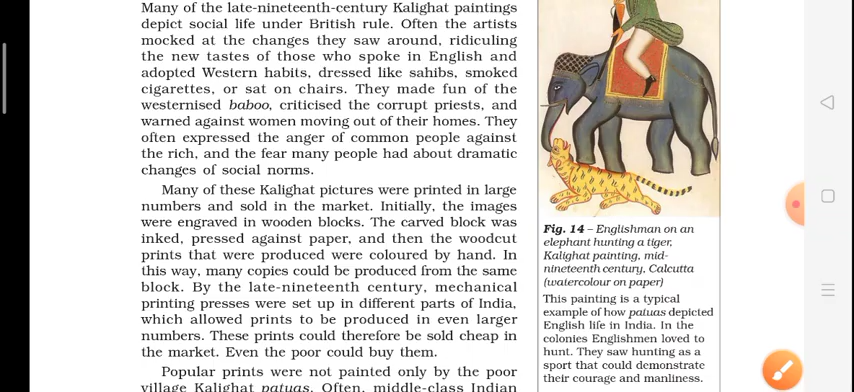 Many of the late-nineteenth-century Kalighat paintings
depict social life under British rule. Often the artists
mocked at the changes they saw around, ridiculing
the new tastes of those who spoke in English and
adopted Western habits, dressed like sahibs, smoked
cigarettes, or sat on chairs. They made fun of the
westernised baboo, criticised the corrupt priests, and
warned against women moving out of their homes. They
often expressed the anger of common people against
the rich, and the fear many people had about dramatic
changes of social norms.
Many of these Kalighat pictures were printed in large
numbers and sold in the market. Initially, the images
were engraved in wooden blocks. The carved block was
inked, pressed against paper, and then the woodcut
prints that were produced were coloured by hand. In
this way, many copies could be produced from the same
block. By the late-nineteenth century, mechanical
printing presses were set up in different parts of India,
which allowed prints to be produced in even larger
numbers. These prints could therefore be sold cheap in
the market. Even the poor could buy them.
Popular prints were not painted only by the poor
village Kalighat patuas. Often, middle-class Indian
Fig. 14 – Englishman on an
elephant hunting a tiger,
Kalighat painting, mid-
nineteenth century, Calcutta
(watercolour on paper)
This painting is a typical
example of how patuas depicted
English life in India. In the
colonies Englishmen loved to
hunt. They saw hunting as a
sport that could demonstrate
their courage and manliness.